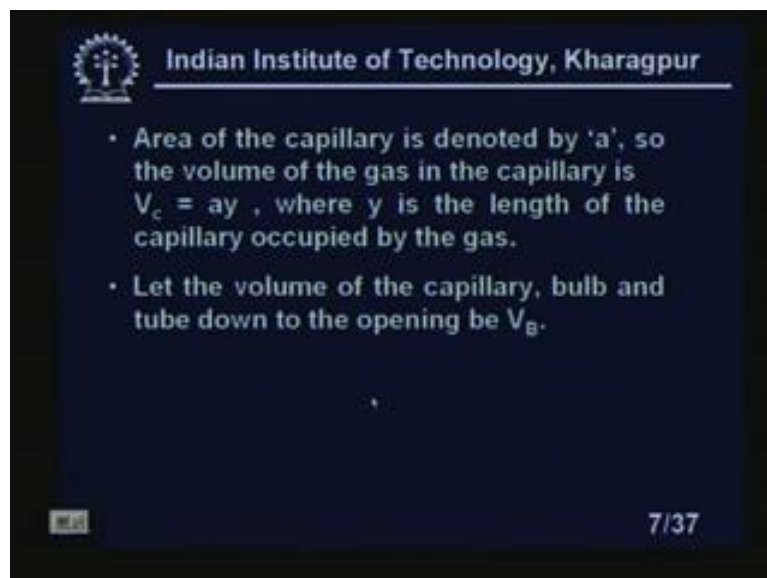 Indian Institute of Technology, Kharagpur
• Area of the capillary is denoted by 'a', so
the volume of the gas in the capillary is
Vc = ay , where y is the length of the
capillary occupied by the gas.
• Let the volume of the capillary, bulb and
tube down to the opening be VB.
7/37